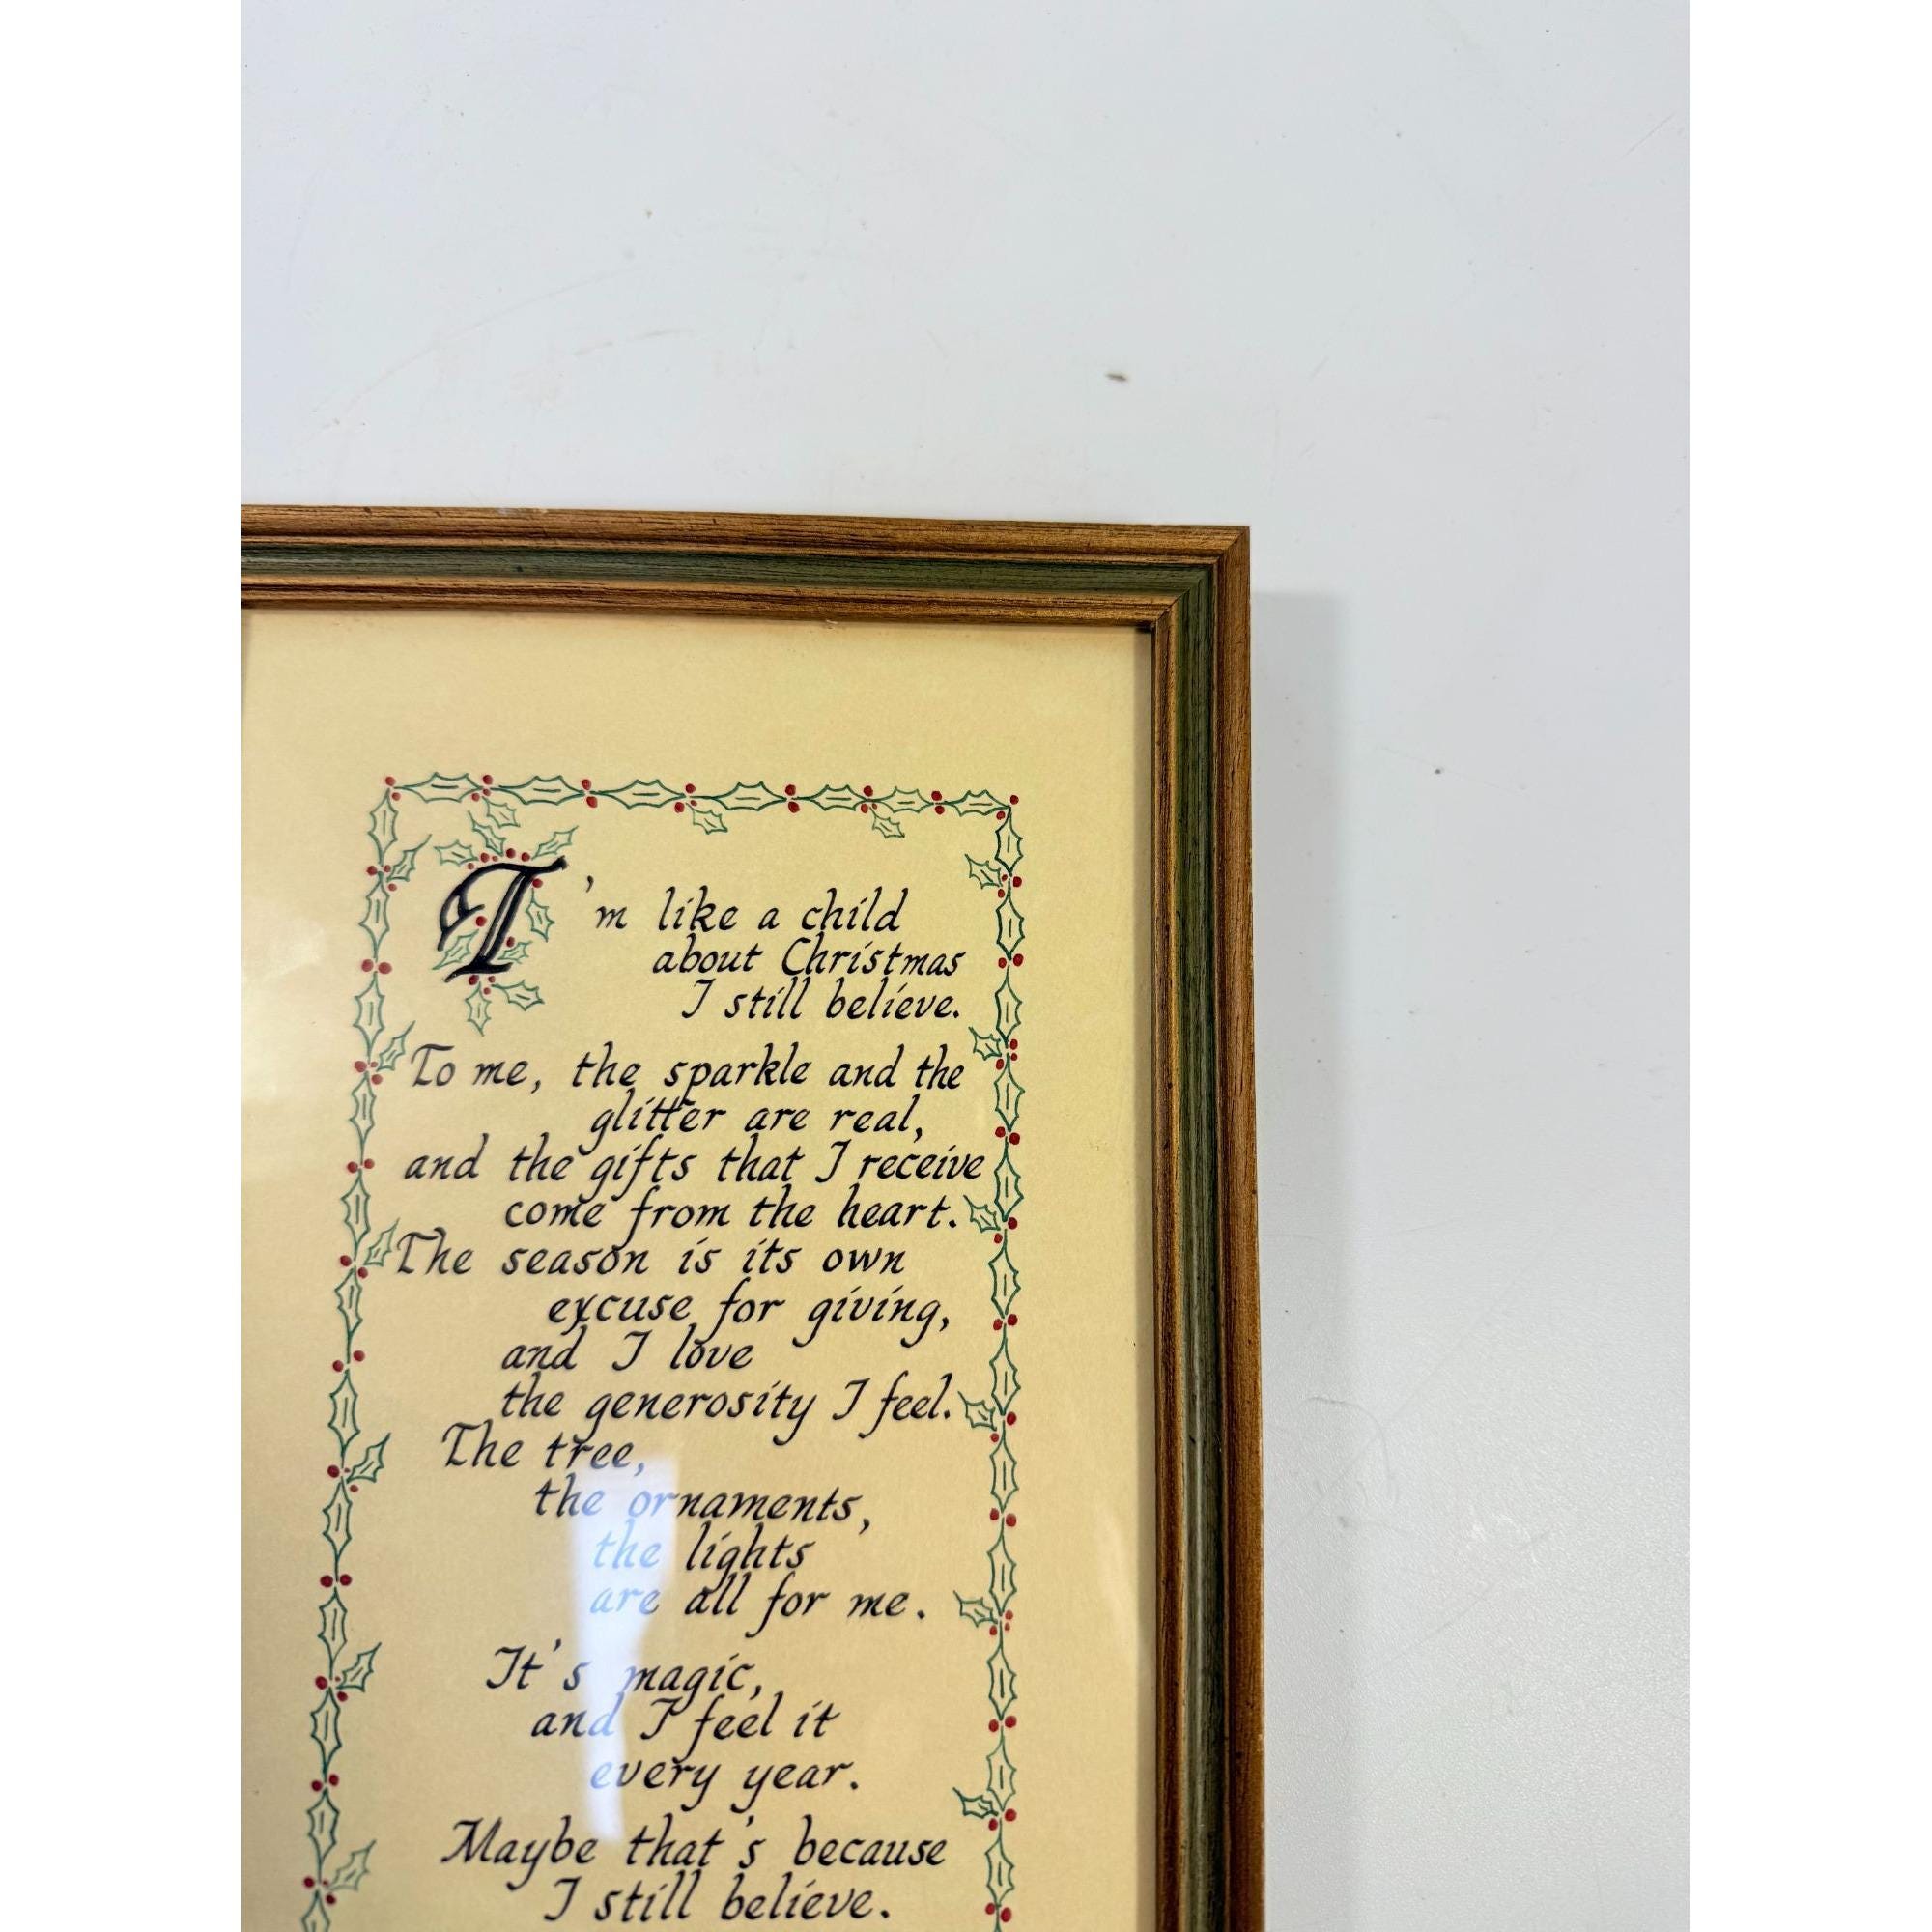 I'm like a child
about Christmas
I still believe.
To me, the sparkle and the
glitter are real,
and the gifts that I receive
come from the heart.
The season is its own
excuse for giving,
and I love
the generosity I feel.
The tree,
the ornaments,
the lights
are all for me.
It's magic,
and I feel it
every year.
Maybe that's because
I still believe.